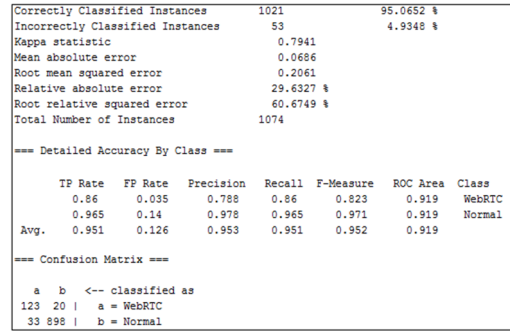 Correctly Classified Instances 1021 95.0652 %
Incorrectly Classified Instances 53 4.9348 %
Kappa statistic 0.7941
Mean absolute error 0.0686
Root mean squared error 0.2061
Relative absolute error 29.6327 %
Root relative squared error 60.6749 %
Total Number of Instances 1074
=== Detailed Accuracy By Class ===
TP Rate FP Rate Precision Recall F-Measure ROC Area Class
0.86 0.035 0.788 0.86 0.823 0.919 WebRTC
0.965 0.14 0.978 0.965 0.971 0.919 Normal
Avg. 0.951 0.126 0.953 0.951 0.952 0.919
=== Confusion Matrix ===
a b <-- classified as
123 20 | a = WebRTC
33 898 | b = Normal